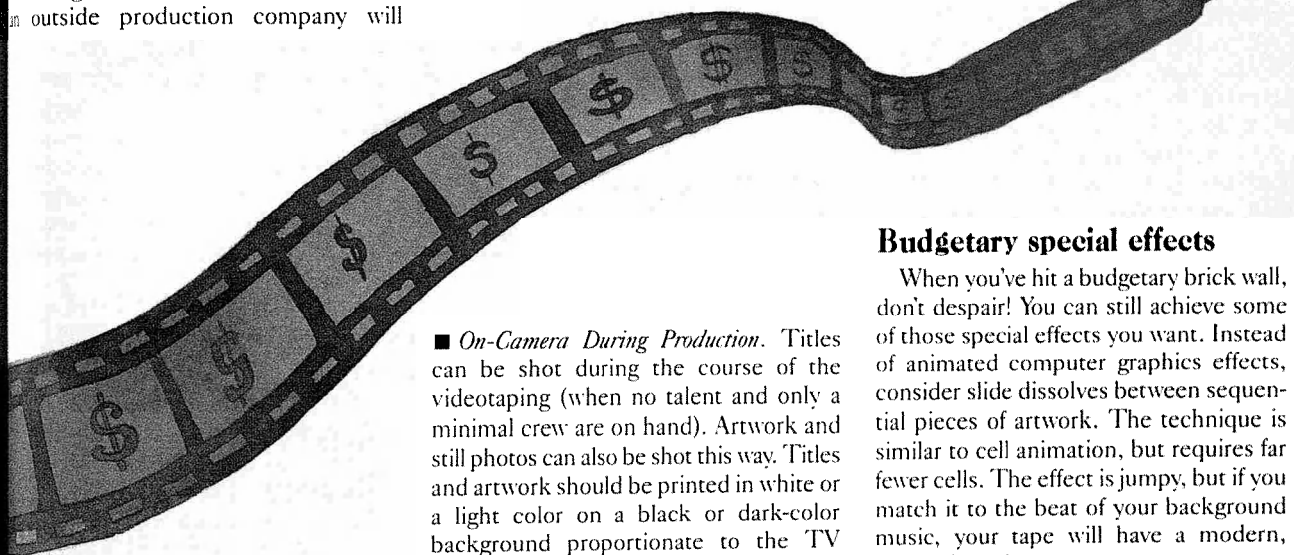 an outside production company will
$ $ $ $ $ $ $ $ $
■ On-Camera During Production. Titles
can be shot during the course of the
videotaping (when no talent and only a
minimal crew are on hand). Artwork and
still photos can also be shot this way. Titles
and artwork should be printed in white or
a light color on a black or dark-color
background proportionate to the TV
Budgetary special effects
When you've hit a budgetary brick wall,
don't despair! You can still achieve some
of those special effects you want. Instead
of animated computer graphics effects,
consider slide dissolves between sequen-
tial pieces of artwork. The technique is
similar to cell animation, but requires far
fewer cells. The effect is jumpy, but if you
match it to the beat of your background
music, your tape will have a modern,